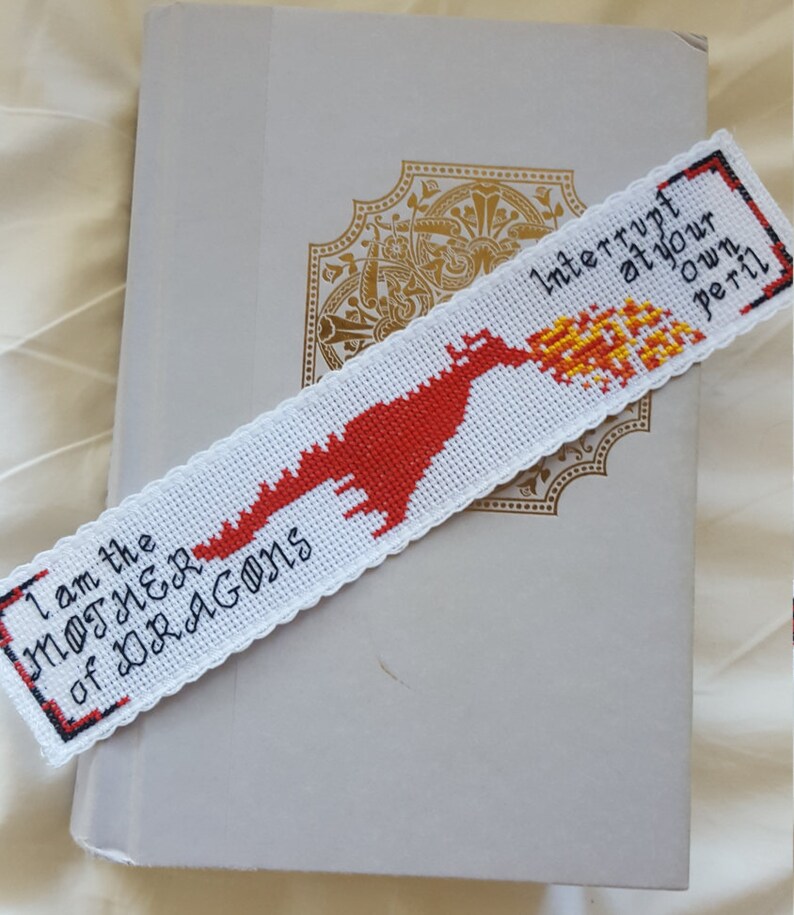 I am the
MOTHER
of DRAGONS
Interrupt
at your
own
peril